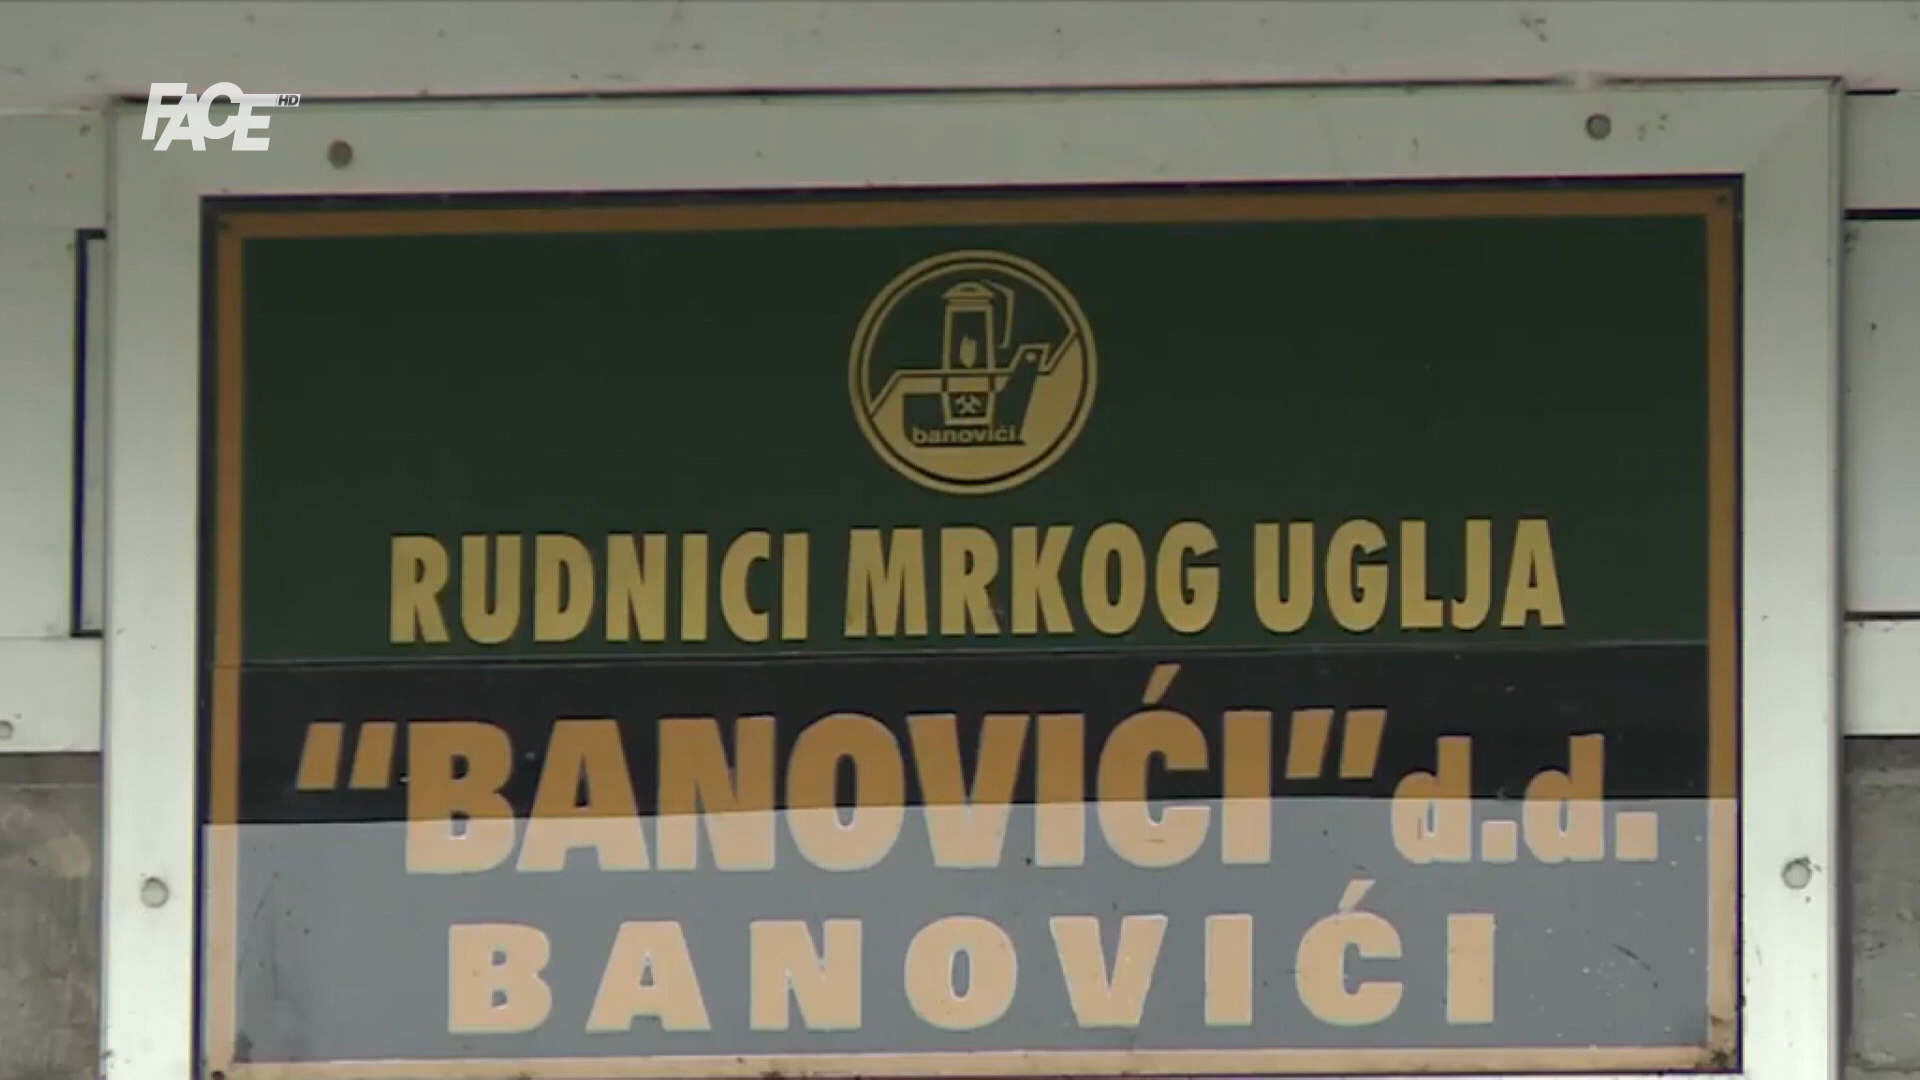 FACE HD
banovići
RUDNICI MRKOG UGLJA
"BANOVIĆI" d.d.
BANOVIĆI